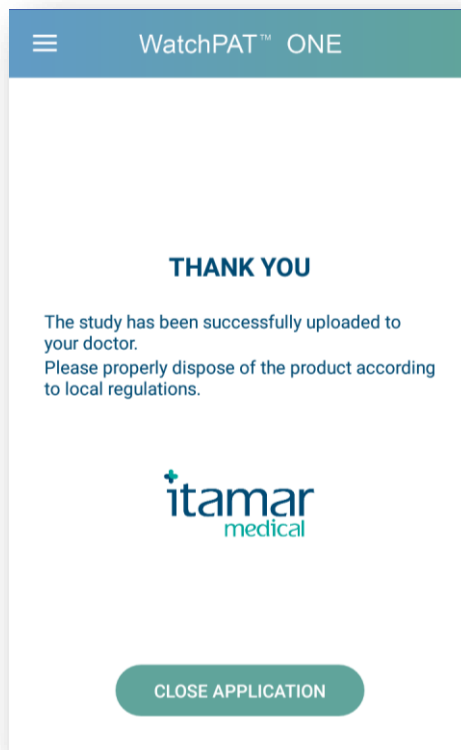 WatchPAT™ ONE
THANK YOU
The study has been successfully uploaded to
your doctor.
Please properly dispose of the product according
to local regulations.
itamar
medical
CLOSE APPLICATION